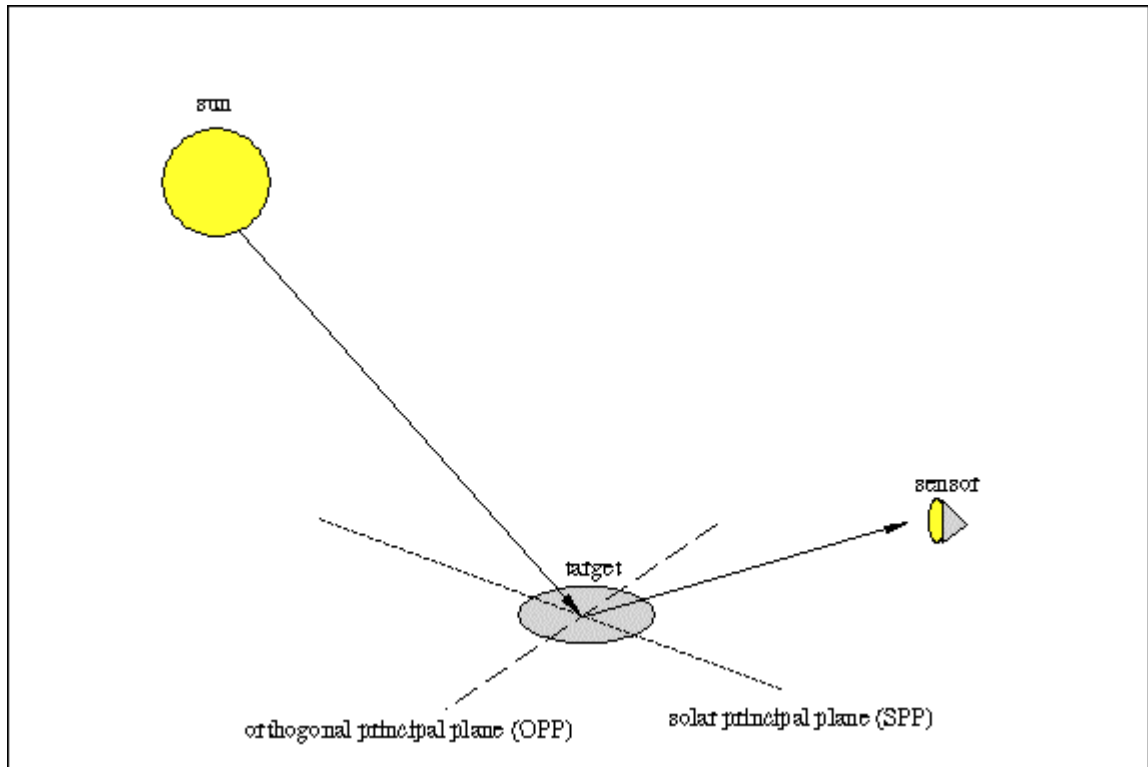 sun
sensor
target
solar principal plane (SPP)
orthogonal principal plane (OPP)